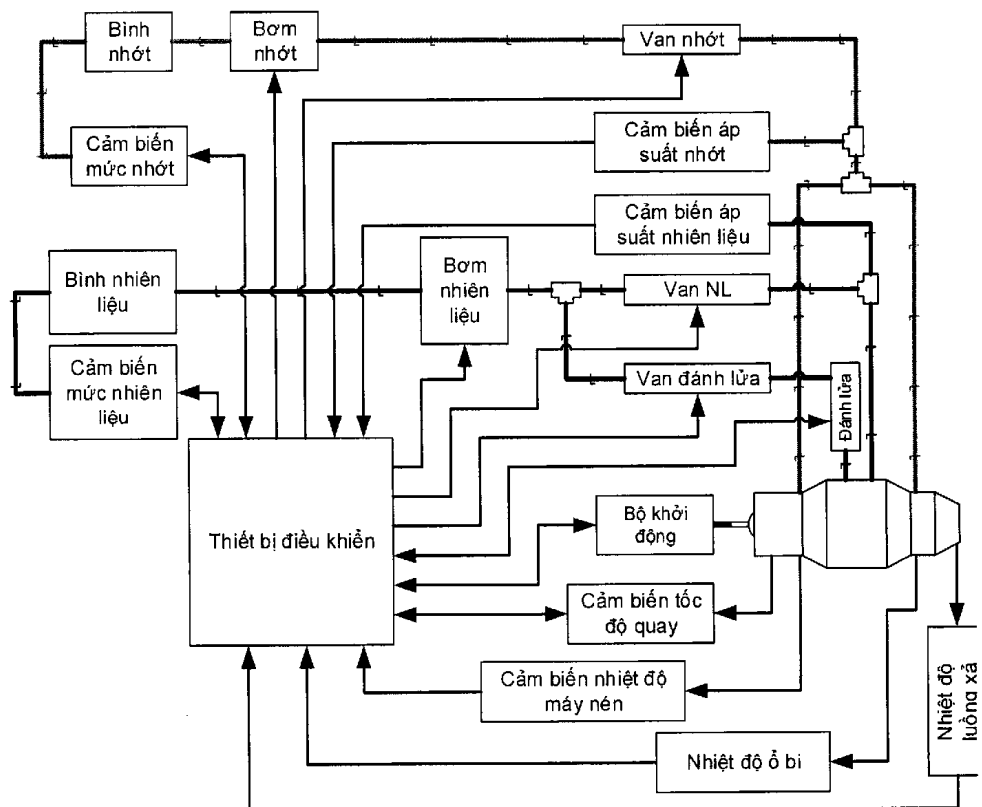 Bình
nhớt
Bơm
nhớt
Van nhớt
Cảm biến
mức nhớt
Cảm biến áp
suất nhớt
Cảm biến áp
suất nhiên liệu
Bình nhiên
liệu
Bơm
nhiên
liệu
Van NL
Cảm biến
mức nhiên
liệu
Van đánh lửa
Đánh lửa
Thiết bị điều khiển
Bộ khởi
động
Cảm biến tốc
độ quay
Cảm biến nhiệt độ
máy nén
Nhiệt độ ổ bi
Nhiệt độ
luồng xả